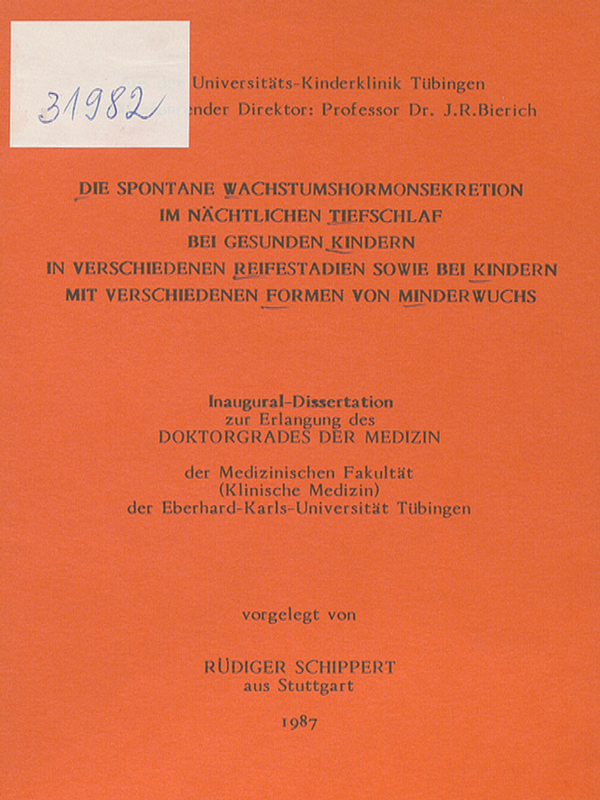 31982
Universitäts-Kinderklinik Tübingen
ender Direktor: Professor Dr. J.R.Bierich
DIE SPONTANE WACHSTUMSHORMONSEKRETION
IM NÄCHTLICHEN TIEFSCHLAF
BEI GESUNDEN KINDERN
IN VERSCHIEDENEN REIFESTADIEN SOWIE BEI KINDERN
MIT VERSCHIEDENEN FORMEN VON MINDERWUCHS
Inaugural-Dissertation
zur Erlangung des
DOKTORGRADES DER MEDIZIN
der Medizinischen Fakultät
(Klinische Medizin)
der Eberhard-Karls-Universität Tübingen
vorgelegt von
RÜDIGER SCHIPPERT
aus Stuttgart
1987